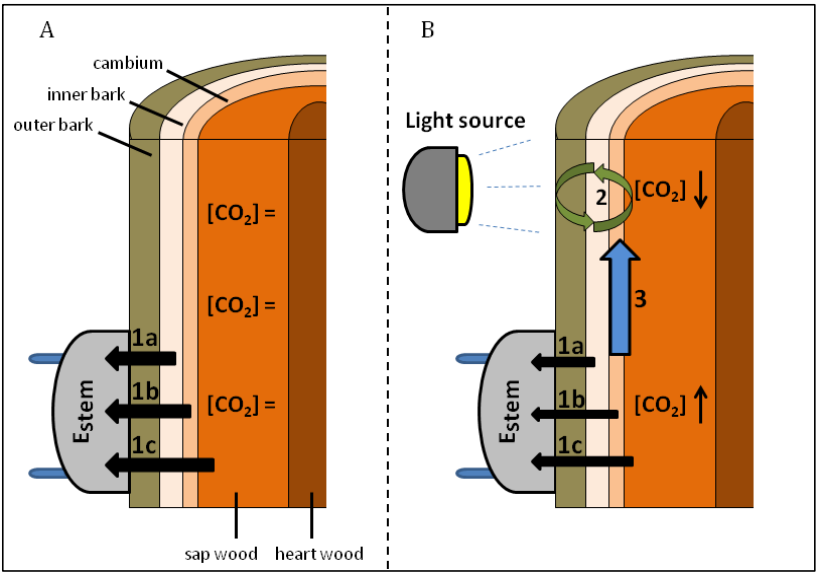 A
cambium
inner bark
outer bark
[CO₂] =
[CO₂] =
1a
1b
[CO₂] =
1c
Estem
sap wood
heart wood
B
Light source
2
[CO₂] ↓
3
1a
1b
[CO₂] ↑
1c
Estem